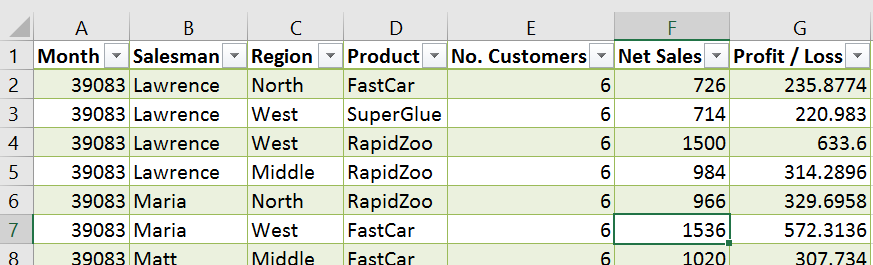 A B C D E F G
1 Month Salesman Region Product No. Customers Net Sales Profit / Loss
2 39083 Lawrence North FastCar 6 726 235.8774
3 39083 Lawrence West SuperGlue 6 714 220.983
4 39083 Lawrence West RapidZoo 6 1500 633.6
5 39083 Lawrence Middle RapidZoo 6 984 314.2896
6 39083 Maria North RapidZoo 6 966 329.6958
7 39083 Maria West FastCar 6 1536 572.3136
8 39083 Matt Middle FastCar 6 1020 307.734